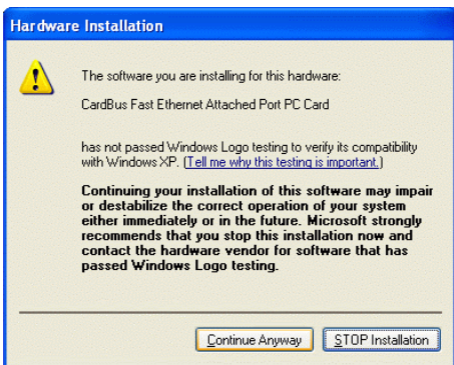 Hardware Installation
The software you are installing for this hardware:
CardBus Fast Ethernet Attached Port PC Card
has not passed Windows Logo testing to verify its compatibility
with Windows XP. (Tell me why this testing is important.)
Continuing your installation of this software may impair
or destabilize the correct operation of your system
either immediately or in the future. Microsoft strongly
recommends that you stop this installation now and
contact the hardware vendor for software that has
passed Windows Logo testing.
Continue Anyway
STOP Installation